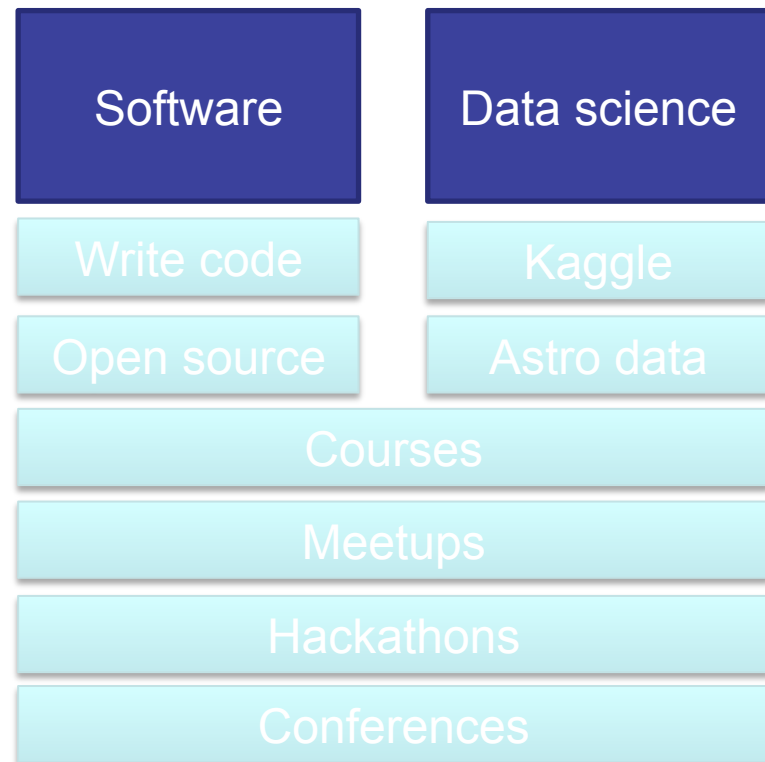 Software
Data science
Write code
Kaggle
Open source
Astro data
Courses
Meetups
Hackathons
Conferences